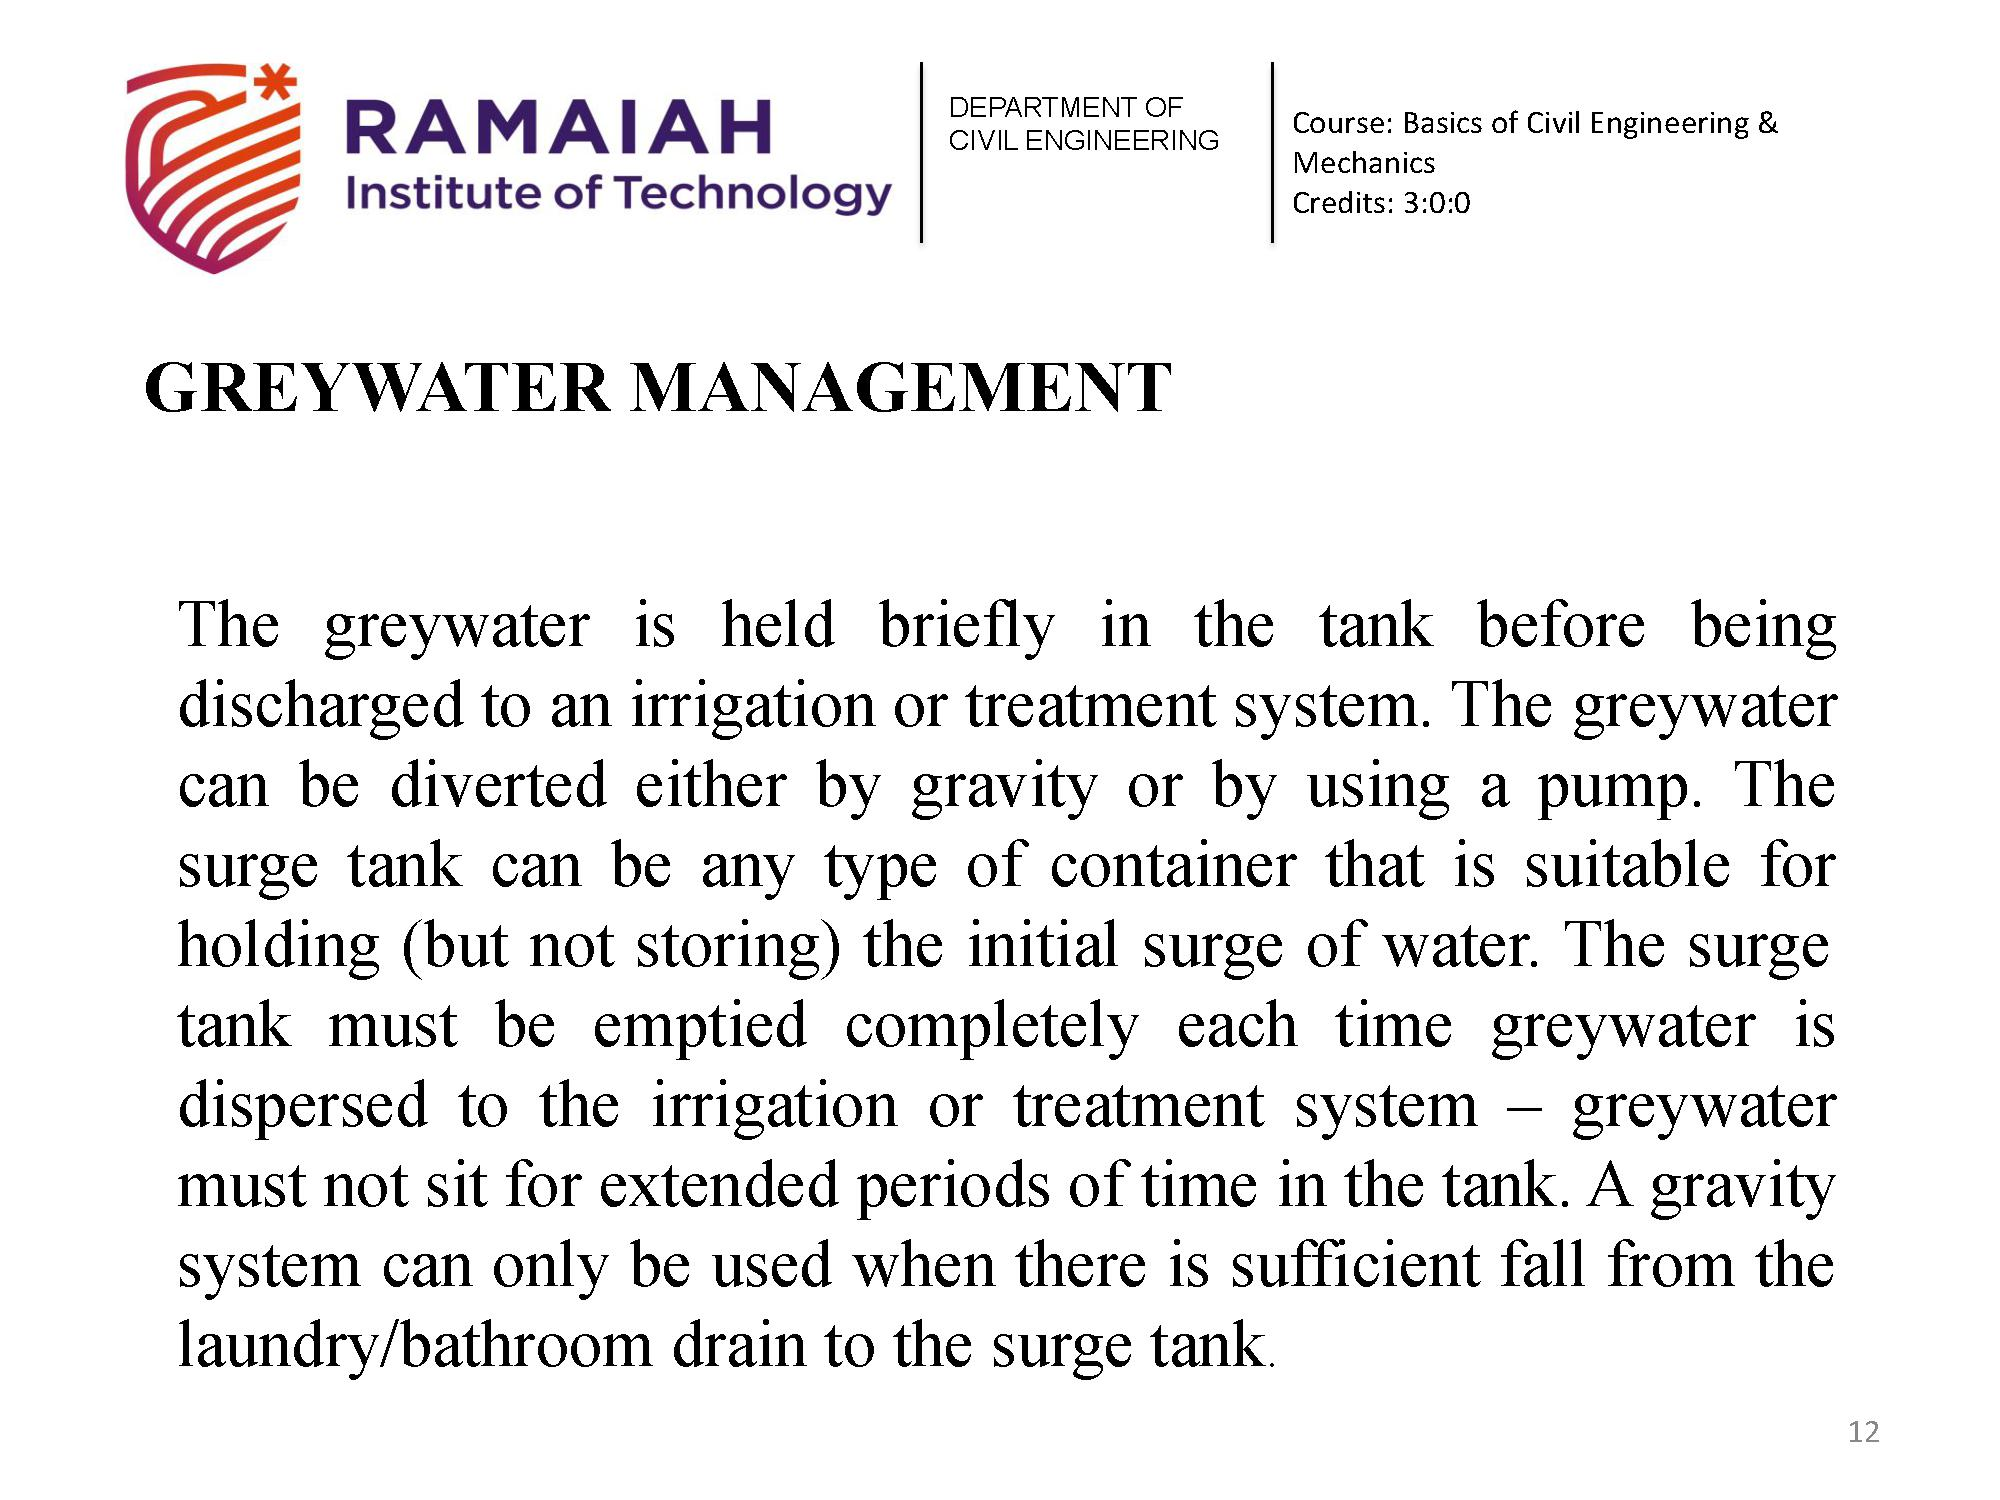 RAMAIAH
Institute of Technology
DEPARTMENT OF
CIVIL ENGINEERING
Course: Basics of Civil Engineering &
Mechanics
Credits: 3:0:0
GREYWATER MANAGEMENT
The greywater is held briefly in the tank before being
discharged to an irrigation or treatment system. The greywater
can be diverted either by gravity or by using a pump. The
surge tank can be any type of container that is suitable for
holding (but not storing) the initial surge of water. The surge
tank must be emptied completely each time greywater is
dispersed to the irrigation or treatment system – greywater
must not sit for extended periods of time in the tank. A gravity
system can only be used when there is sufficient fall from the
laundry/bathroom drain to the surge tank.
12